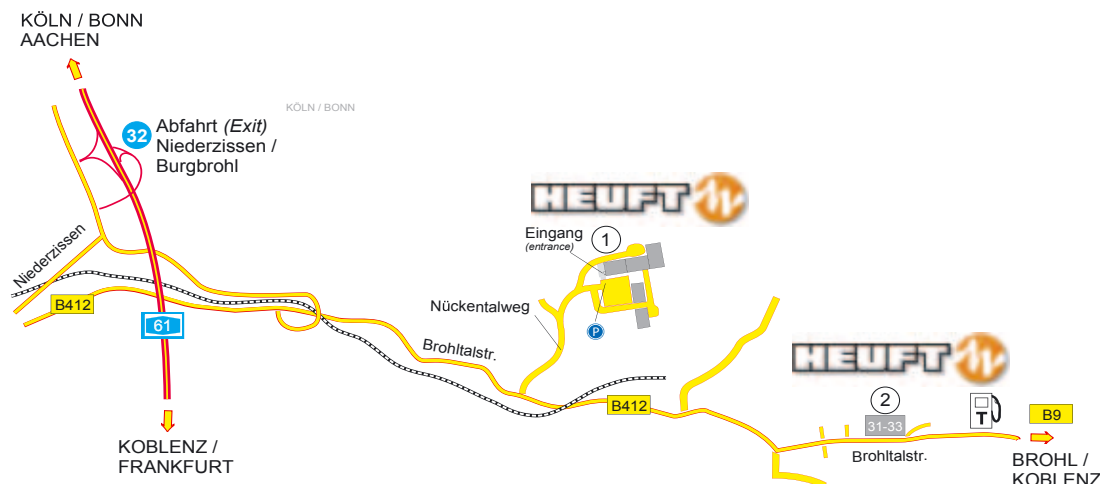 KÖLN / BONN
AACHEN
KÖLN / BONN
32
Abfahrt (Exit)
Niederzissen /
Burgbrohl
HEUFT
Eingang
(entrance)
1
Niederzissen
B412
61
Nückentalweg
P
Brohltalstr.
HEUFT
B412
2
31-33
T
B9
Brohltalstr.
KOBLENZ /
FRANKFURT
BROHL /
KOBLENZ